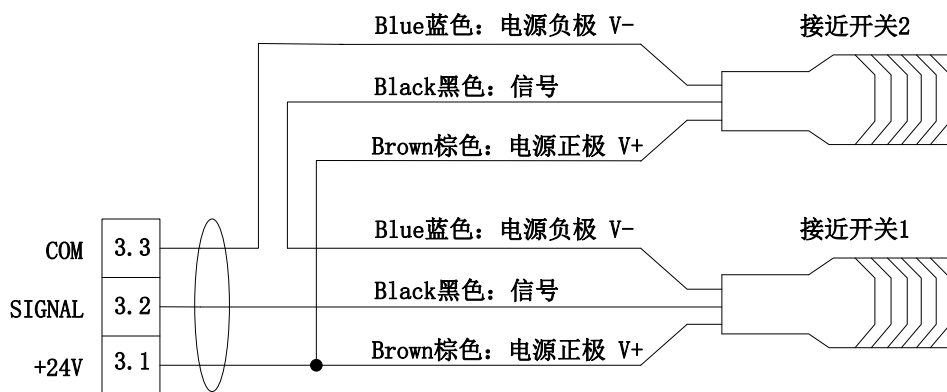 Blue蓝色：电源负极 V-
接近开关2
Black黑色：信号
Brown棕色：电源正极 V+
Blue蓝色：电源负极 V-
接近开关1
COM
3.3
Black黑色：信号
SIGNAL
3.2
Brown棕色：电源正极 V+
+24V
3.1